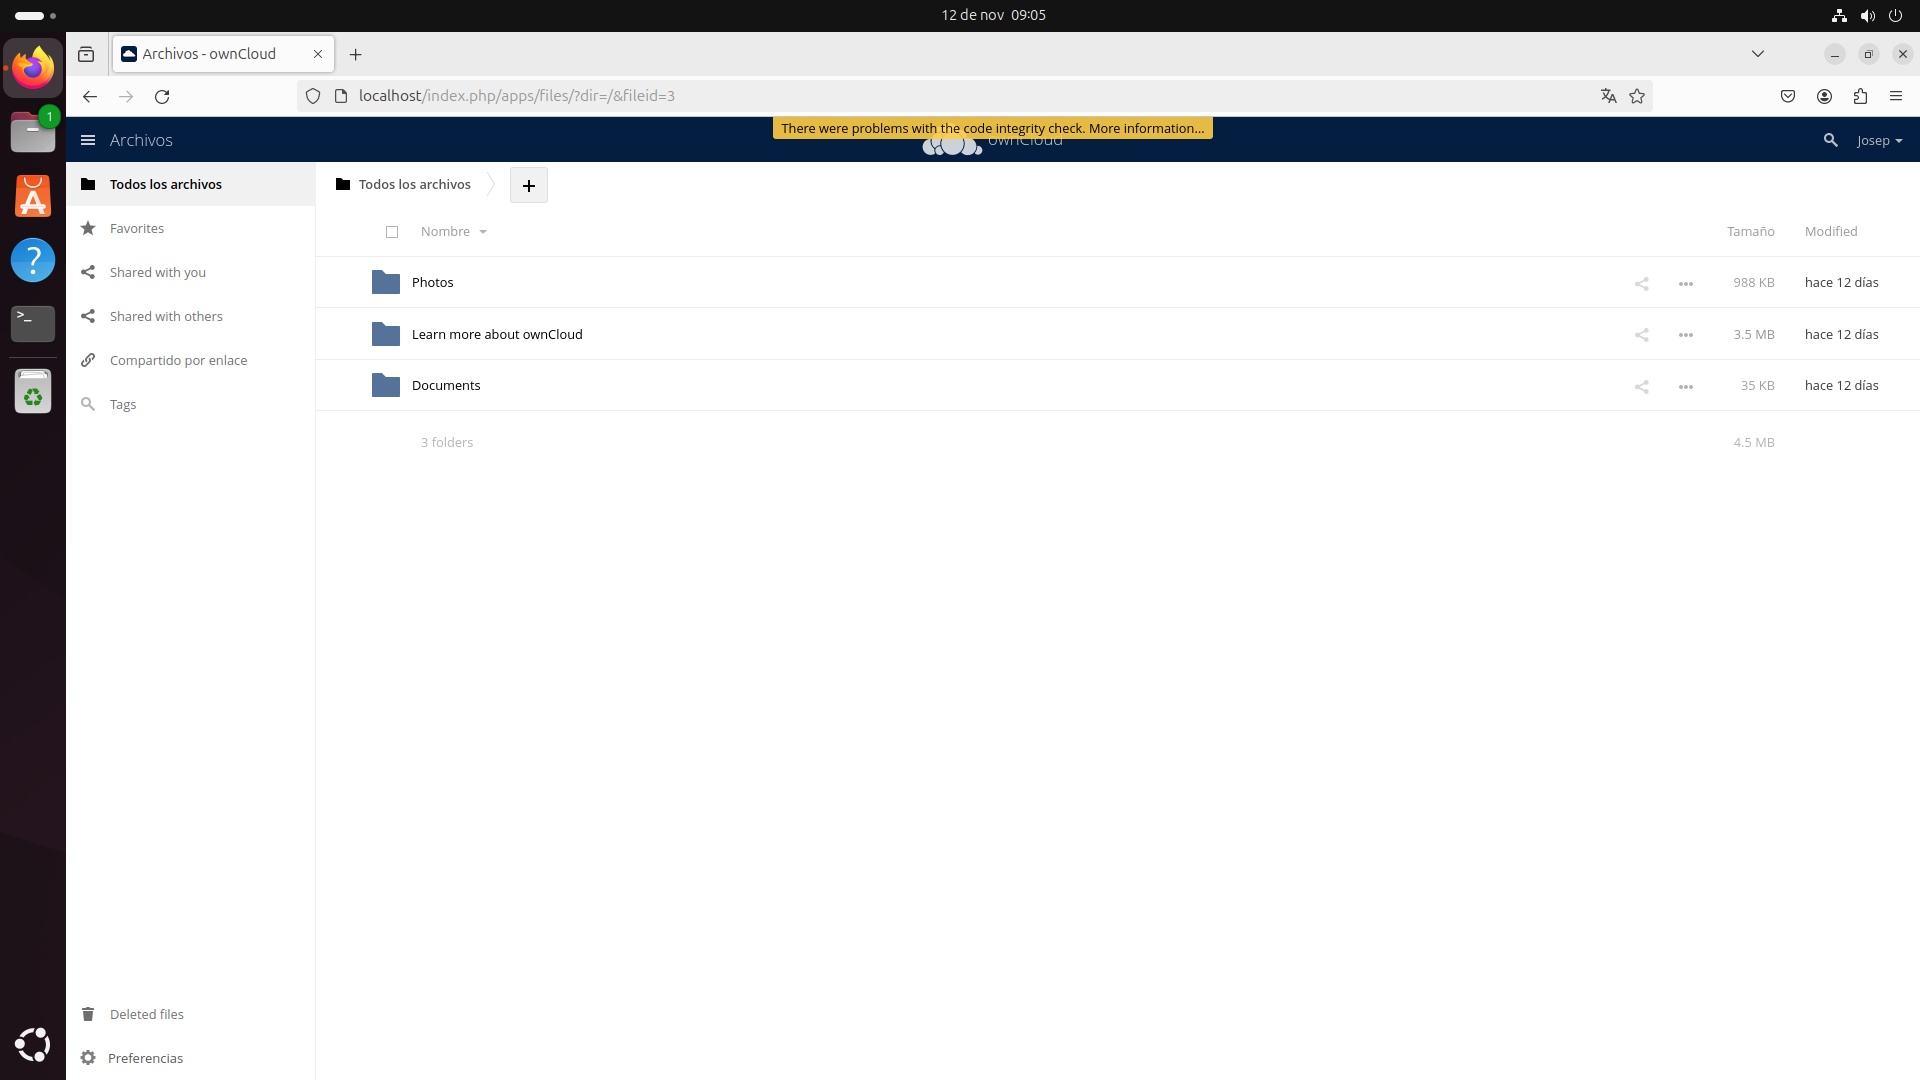 12 de nov 09:05
Archivos - ownCloud
localhost/index.php/apps/files/?dir=/&fileid=3
1
There were problems with the code integrity check. More information...
Archivos
ownCloud
Josep
Todos los archivos
Favorites
Shared with you
Shared with others
Compartido por enlace
Tags
Deleted files
Preferencias
Todos los archivos
+
Nombre
Tamaño
Modified
Photos
988 KB
hace 12 días
Learn more about ownCloud
3.5 MB
hace 12 días
Documents
35 KB
hace 12 días
3 folders
4.5 MB